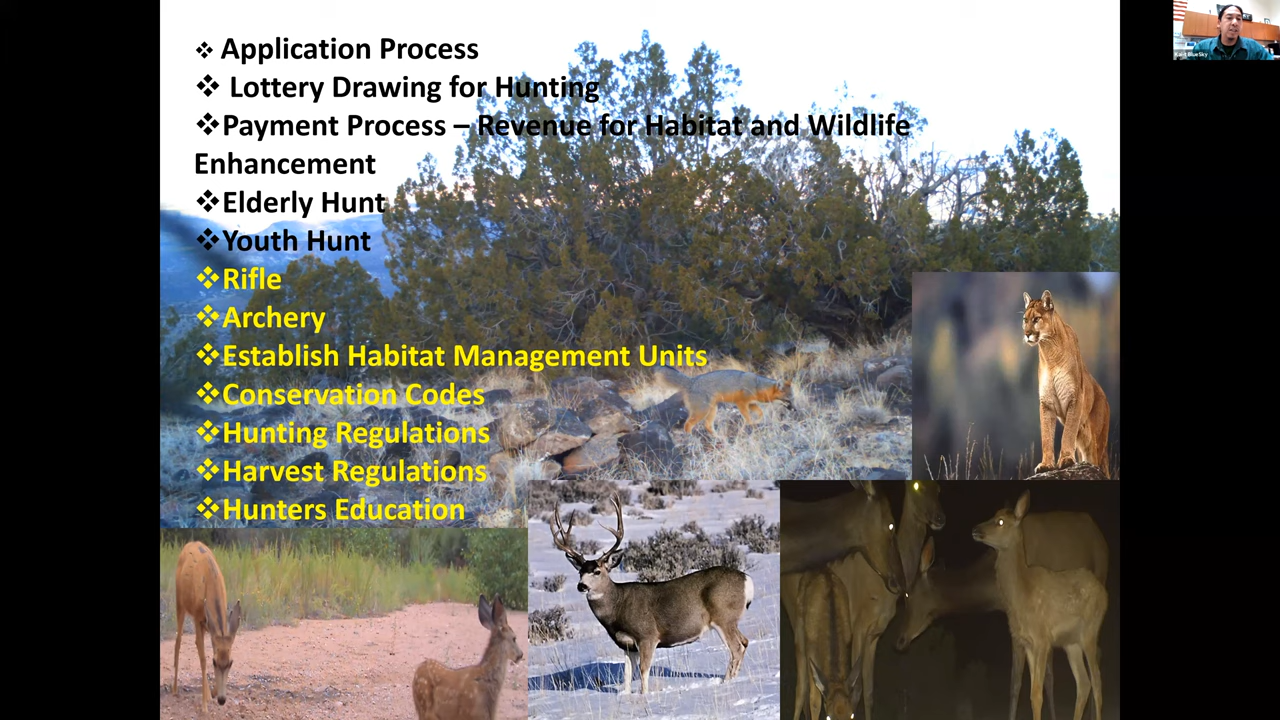 ❖ Application Process
❖ Lottery Drawing for Hunting
❖Payment Process – Revenue for Habitat and Wildlife
Enhancement
❖Elderly Hunt
❖Youth Hunt
❖Rifle
❖Archery
❖Establish Habitat Management Units
❖Conservation Codes
❖Hunting Regulations
❖Harvest Regulations
❖Hunters Education
BlueSky